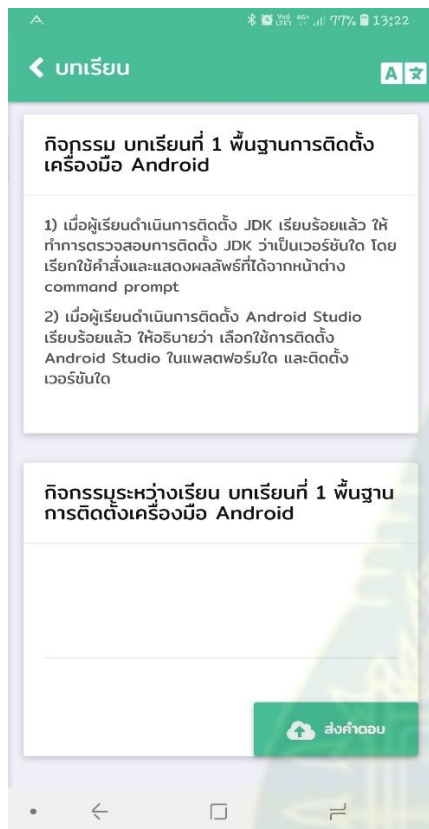 77% 13:22
บทเรียน
A 文
กิจกรรม บทเรียนที่ 1 พื้นฐานการติดตั้ง
เครื่องมือ Android
1) เมื่อผู้เรียนดำเนินการติดตั้ง JDK เรียบร้อยแล้ว ให้
ทำการตรวจสอบการติดตั้ง JDK ว่าเป็นเวอร์ชันใด โดย
เรียกใช้คำสั่งและแสดงผลลัพธ์ที่ได้จากหน้าต่าง
command prompt
2) เมื่อผู้เรียนดำเนินการติดตั้ง Android Studio
เรียบร้อยแล้ว ให้อธิบายว่า เลือกใช้การติดตั้ง
Android Studio ในแพลตฟอร์มใด และติดตั้ง
เวอร์ชันใด
กิจกรรมระหว่างเรียน บทเรียนที่ 1 พื้นฐาน
การติดตั้งเครื่องมือ Android
ส่งคำตอบ